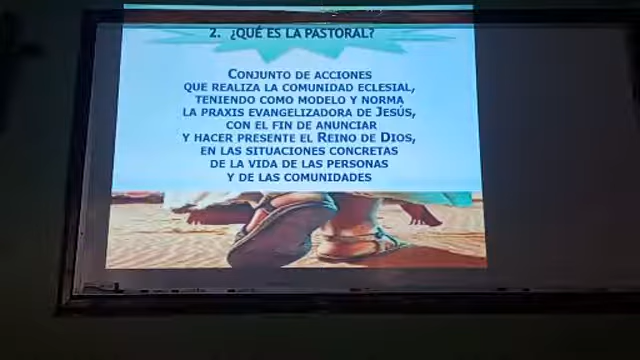 2. ¿QUÉ ES LA PASTORAL?
CONJUNTO DE ACCIONES
QUE REALIZA LA COMUNIDAD ECLESIAL,
TENIENDO COMO MODELO Y NORMA
LA PRAXIS EVANGELIZADORA DE JESÚS,
CON EL FIN DE ANUNCIAR
Y HACER PRESENTE EL REINO DE DIOS,
EN LAS SITUACIONES CONCRETAS
DE LA VIDA DE LAS PERSONAS
Y DE LAS COMUNIDADES